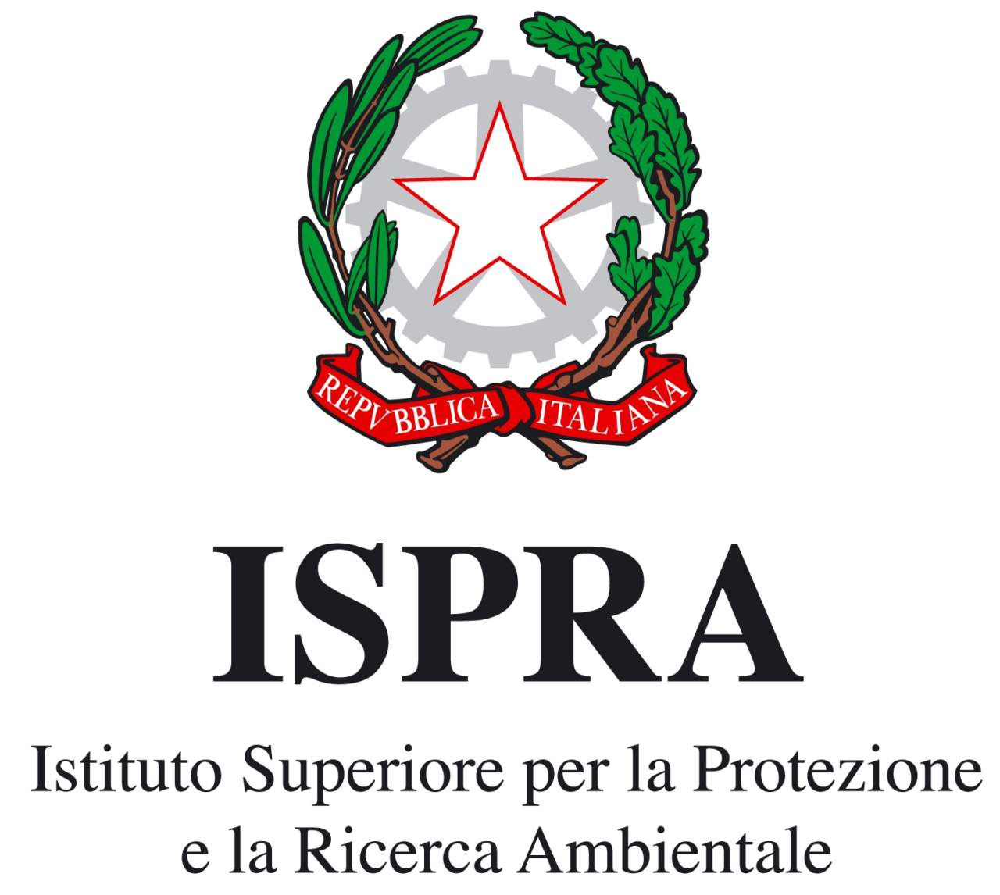 REPVBBLICA ITALIANA
ISPRA
Istituto Superiore per la Protezione
e la Ricerca Ambientale